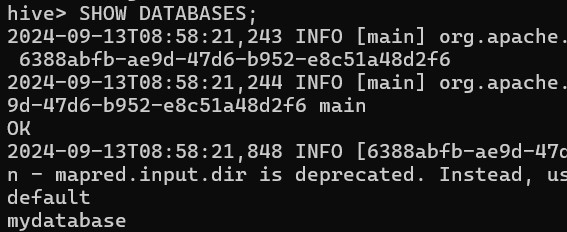 hive> SHOW DATABASES;
2024-09-13T08:58:21,243 INFO [main] org.apache.
6388abfb-ae9d-47d6-b952-e8c51a48d2f6
2024-09-13T08:58:21,244 INFO [main] org.apache.
9d-47d6-b952-e8c51a48d2f6 main
OK
2024-09-13T08:58:21,848 INFO [6388abfb-ae9d-47d
n - mapred.input.dir is deprecated. Instead, us
default
mydatabase